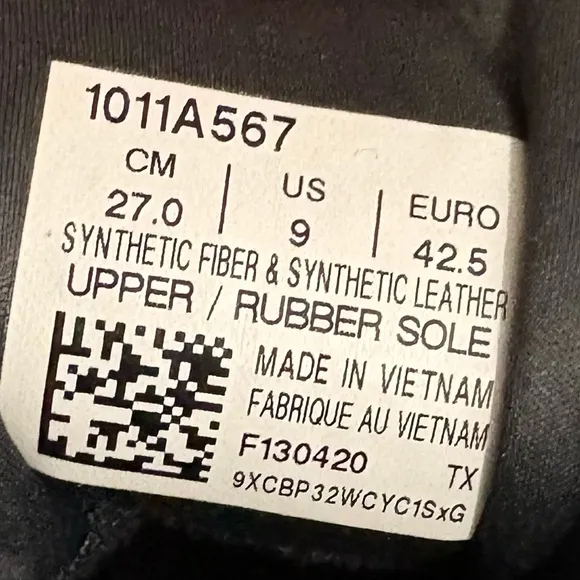 1011A567
CM | US | EURO
27.0 | 9 | 42.5
SYNTHETIC FIBER & SYNTHETIC LEATHER
UPPER / RUBBER SOLE
MADE IN VIETNAM
FABRIQUE AU VIETNAM
F130420 TX
9XCBP32WCYC1SxG